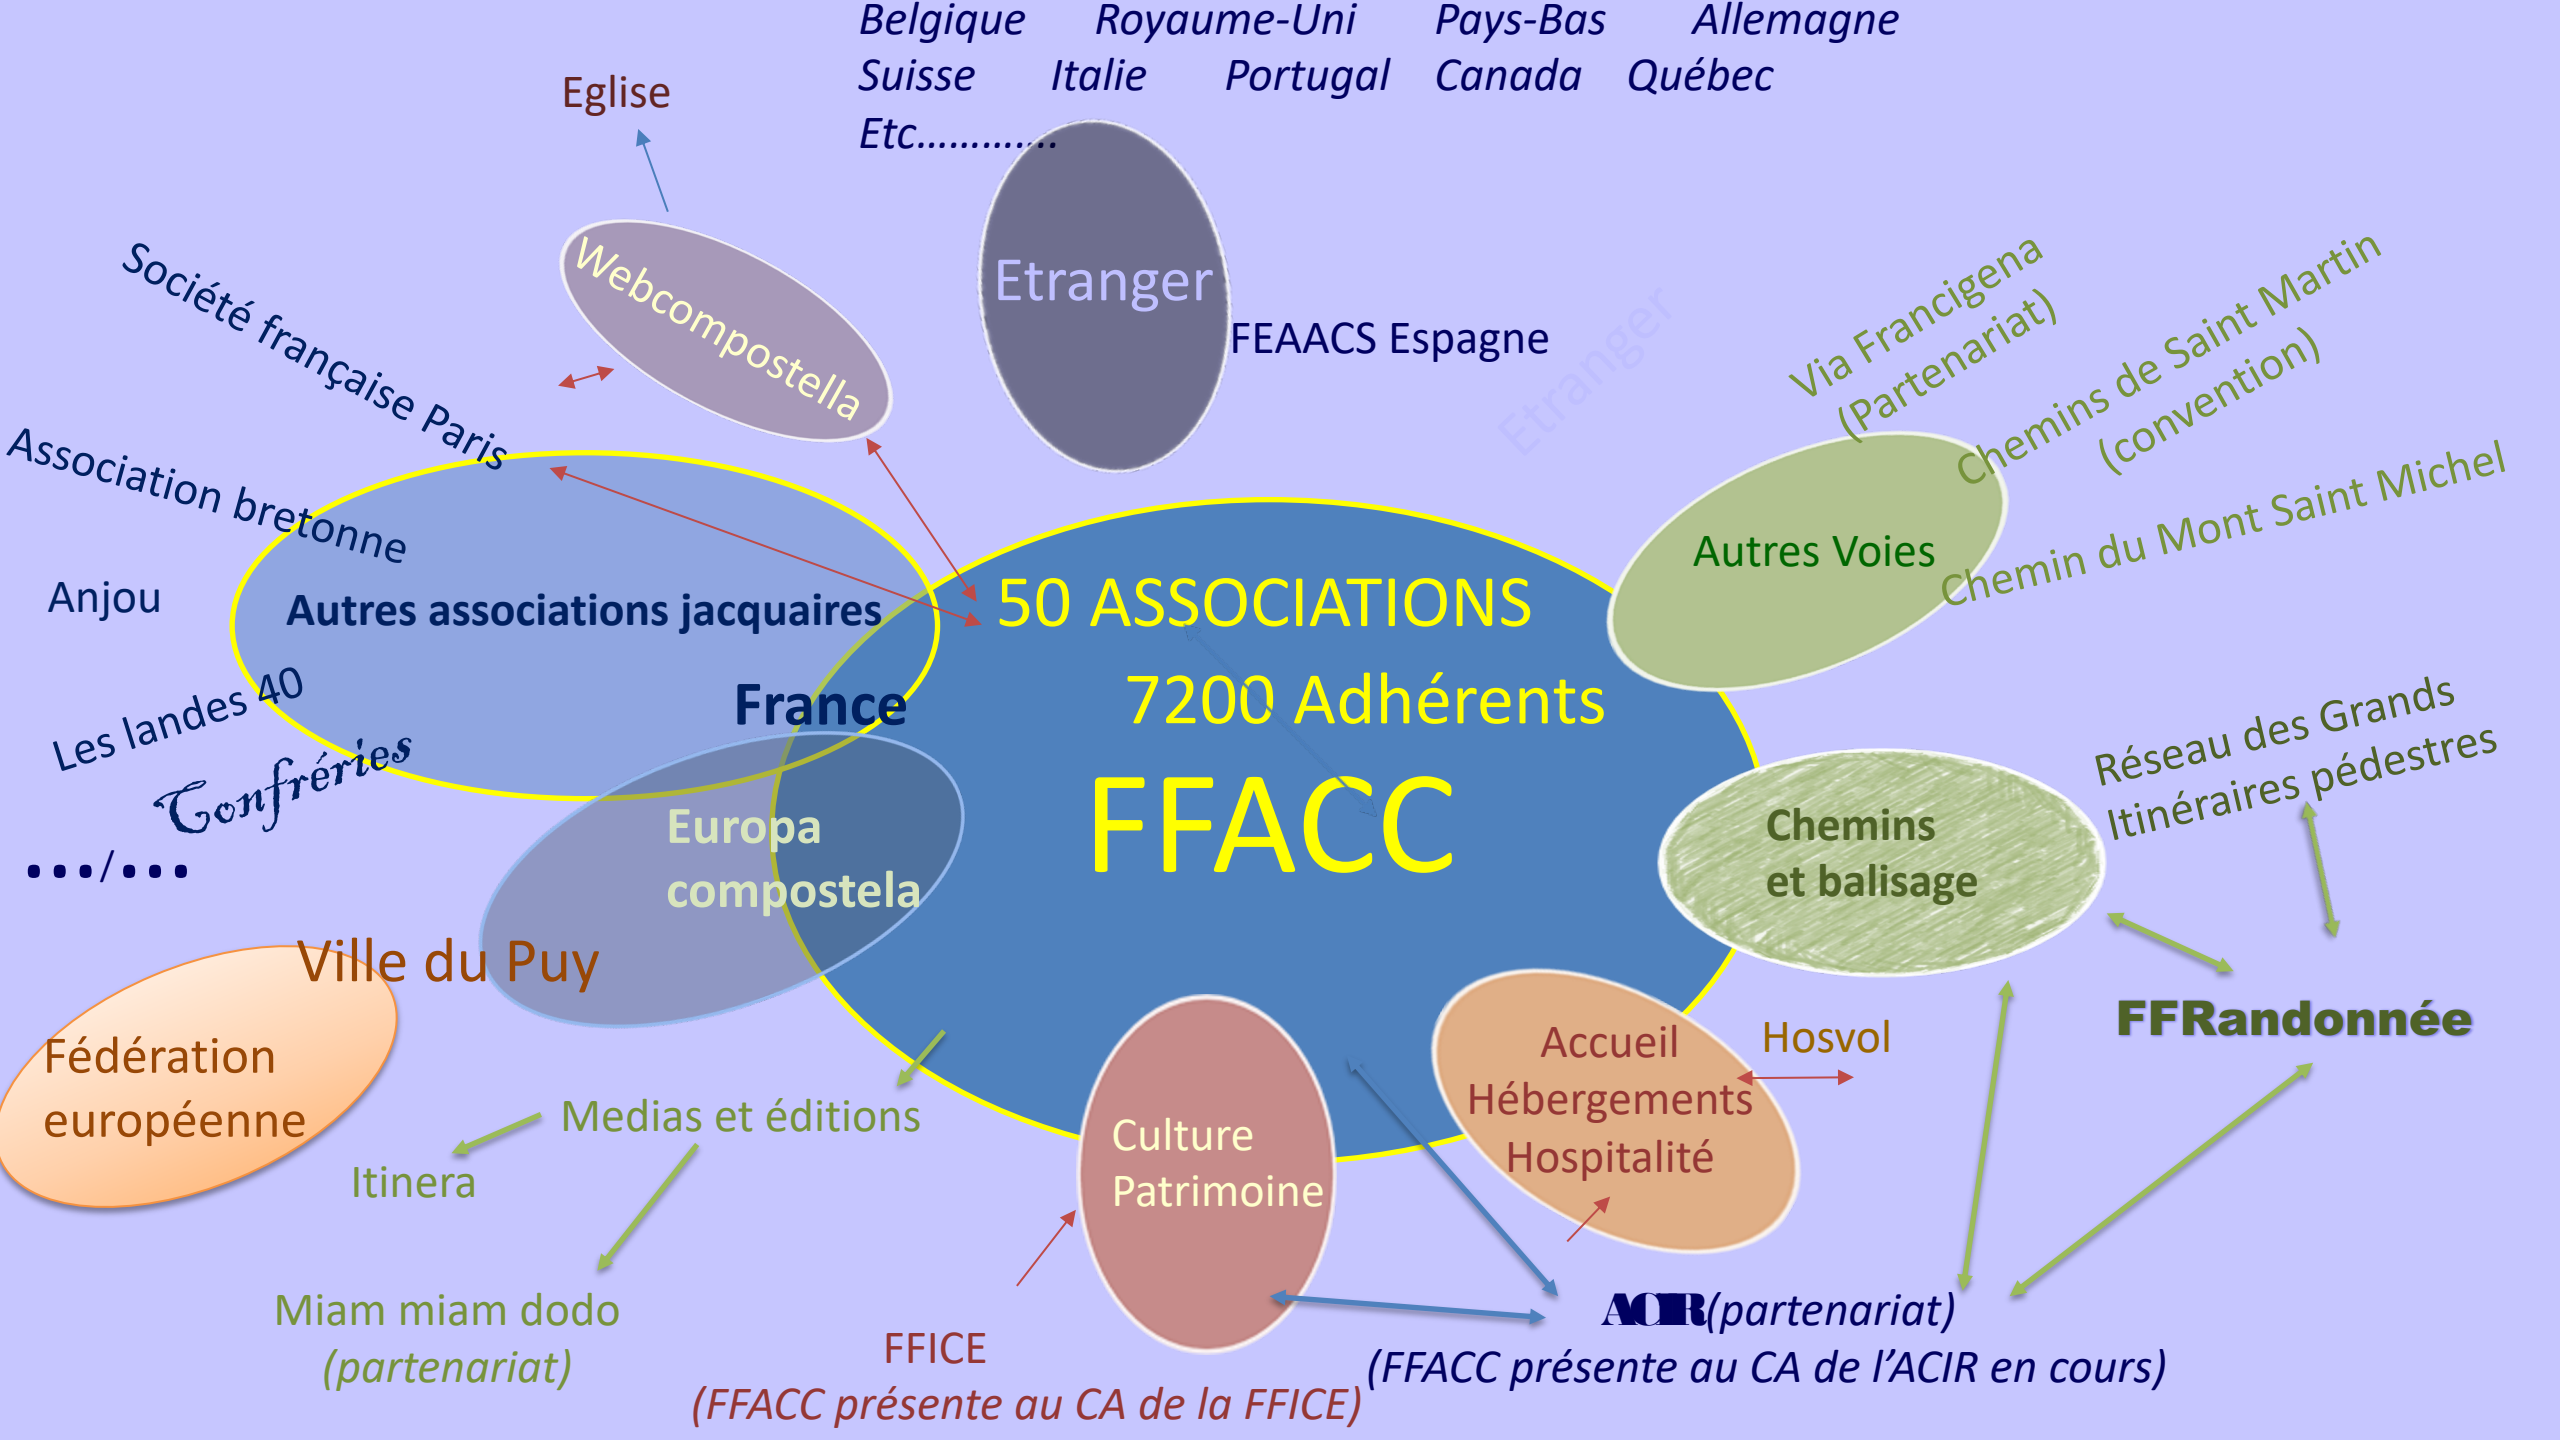 Belgique Royaume-Uni Pays-Bas Allemagne
Suisse Italie Portugal Canada Québec
Etc………….
Eglise
Webcompostella
Etranger
FEAACS Espagne
Etranger
Via Francigena
(Partenariat)
Chemins de Saint Martin
(convention)
Chemin du Mont Saint Michel
Autres Voies
Société française Paris
Association bretonne
Anjou
Autres associations jacquaires
France
Les landes 40
Confréries
…/…
50 ASSOCIATIONS
7200 Adhérents
FFACC
Europa
compostela
Réseau des Grands
Itinéraires pédestres
Chemins
et balisage
FFRandonnée
Ville du Puy
Fédération
européenne
Accueil
Hébergements
Hospitalité
Hosvol
Medias et éditions
Itinera
Miam miam dodo
(partenariat)
Culture
Patrimoine
FFICE
(FFACC présente au CA de la FFICE)
ACIR(partenariat)
(FFACC présente au CA de l’ACIR en cours)